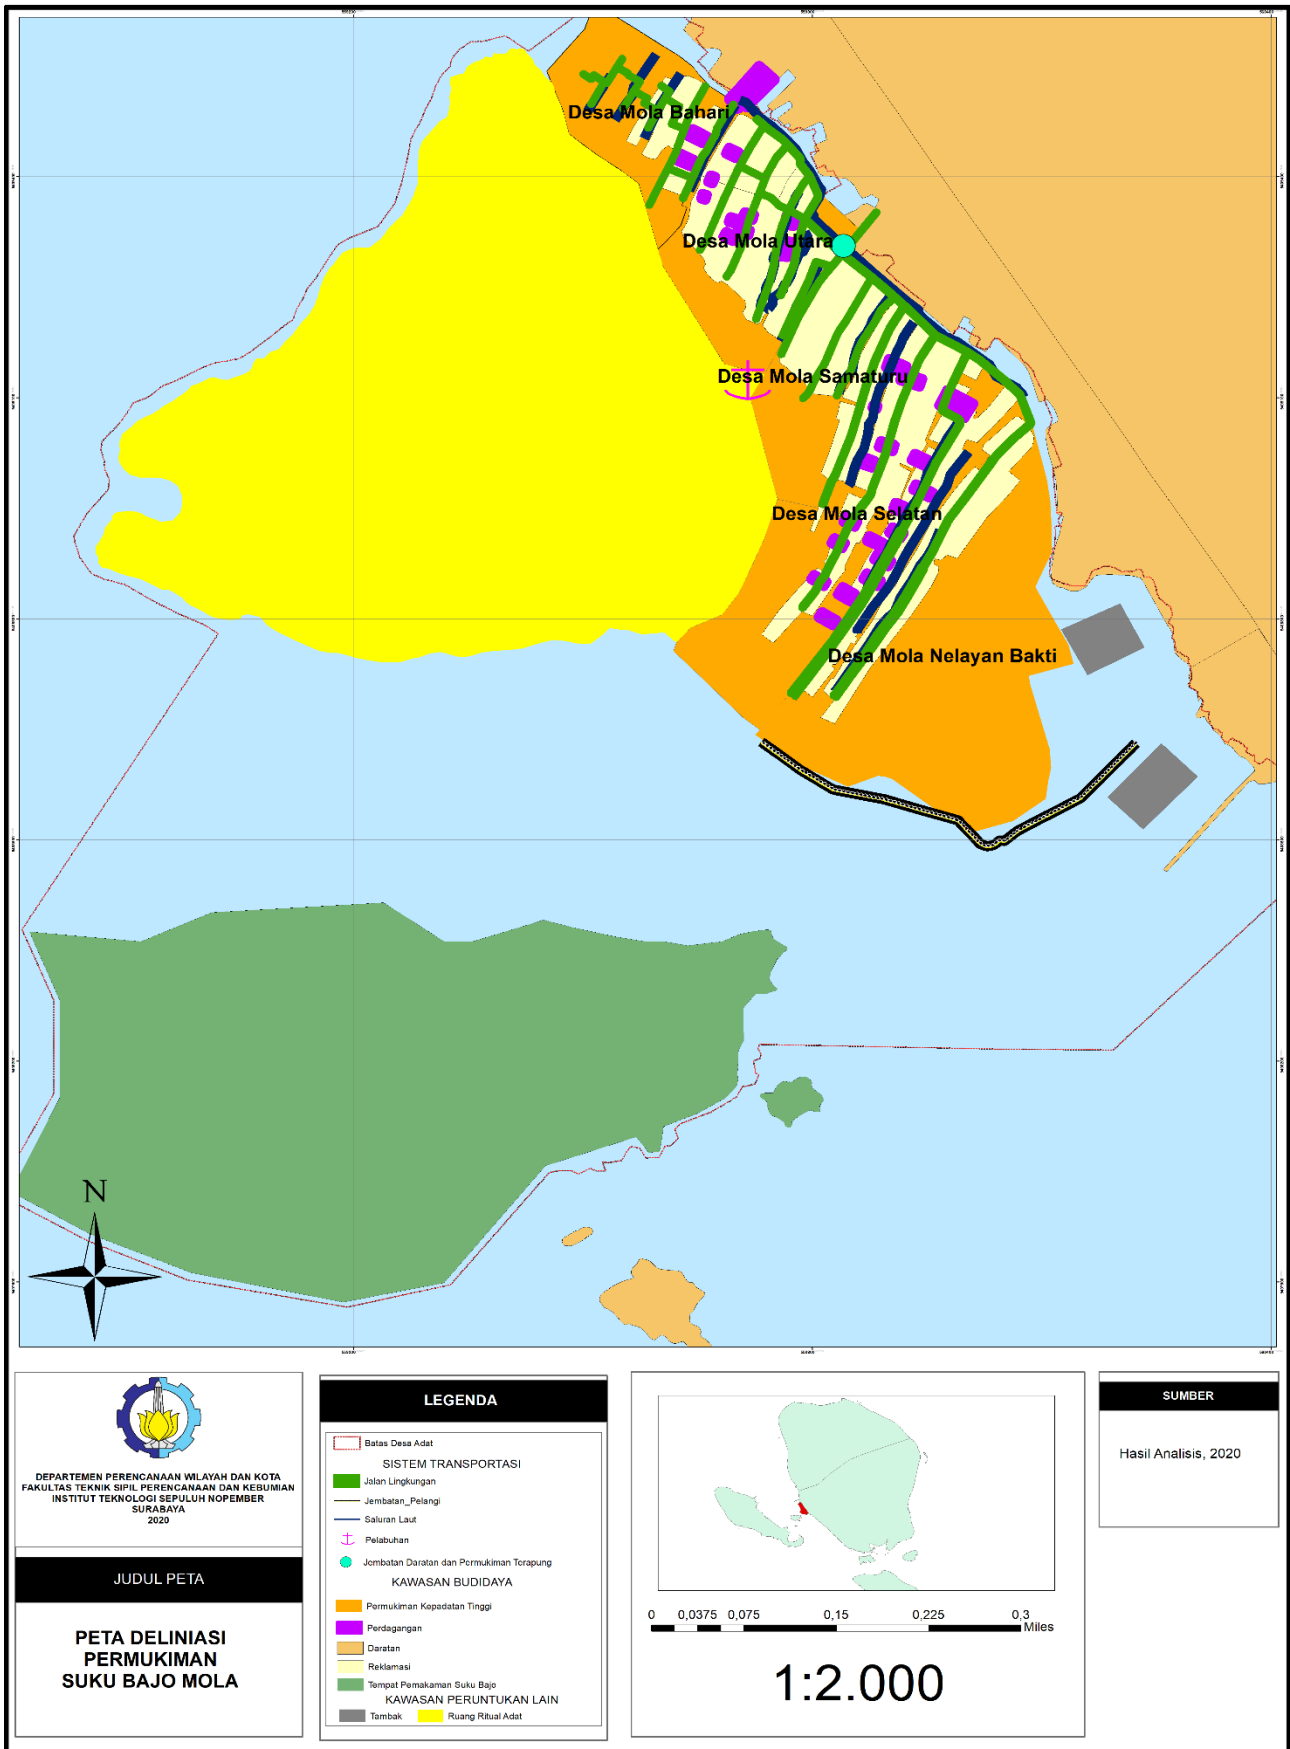 Desa Mola Bahari
Desa Mola Utara
Desa Mola Samaturu
Desa Mola Selatan
Desa Mola Nelayan Bakti
N
DEPARTEMEN PERENCANAAN WILAYAH DAN KOTA
FAKULTAS TEKNIK SIPIL PERENCANAAN DAN KEBUMIAN
INSTITUT TEKNOLOGI SEPULUH NOPEMBER
SURABAYA
2020
JUDUL PETA
PETA DELINIASI
PERMUKIMAN
SUKU BAJO MOLA
LEGENDA
Batas Desa Adat
SISTEM TRANSPORTASI
Jalan Lingkungan
Jembatan_Pelangi
Saluran Laut
Pelabuhan
Jembatan Daratan dan Permukiman Terapung
KAWASAN BUDIDAYA
Permukiman Kepadatan Tinggi
Perdagangan
Daratan
Reklamasi
Tempat Pemakaman Suku Bajo
KAWASAN PERUNTUKAN LAIN
Tambak Ruang Ritual Adat
0 0,0375 0,075 0,15 0,225 0,3
Miles
1:2.000
SUMBER
Hasil Analisis, 2020